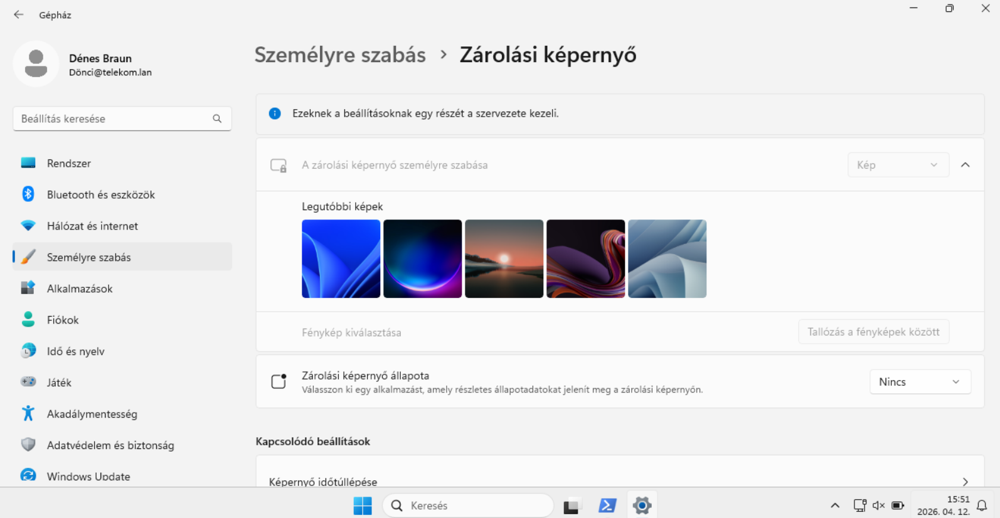 Gépház
Dénes Braun
Dönci@telekom.lan
Beállítás keresése
Rendszer
Bluetooth és eszközök
Hálózat és internet
Személyre szabás
Alkalmazások
Fiókok
Idő és nyelv
Játék
Akadálymentesség
Adatvédelem és biztonság
Windows Update
Személyre szabás › Zárolási képernyő
Ezeknek a beállításoknak egy részét a szervezete kezeli.
A zárolási képernyő személyre szabása
Kép
Legutóbbi képek
Fénykép kiválasztása
Tallózás a fényképek között
Zárolási képernyő állapota
Válasszon ki egy alkalmazást, amely részletes állapotadatokat jelenít meg a zárolási képernyőn.
Nincs
Kapcsolódó beállítások
Képernyő időtúllépése
Keresés
15:51
2026. 04. 12.